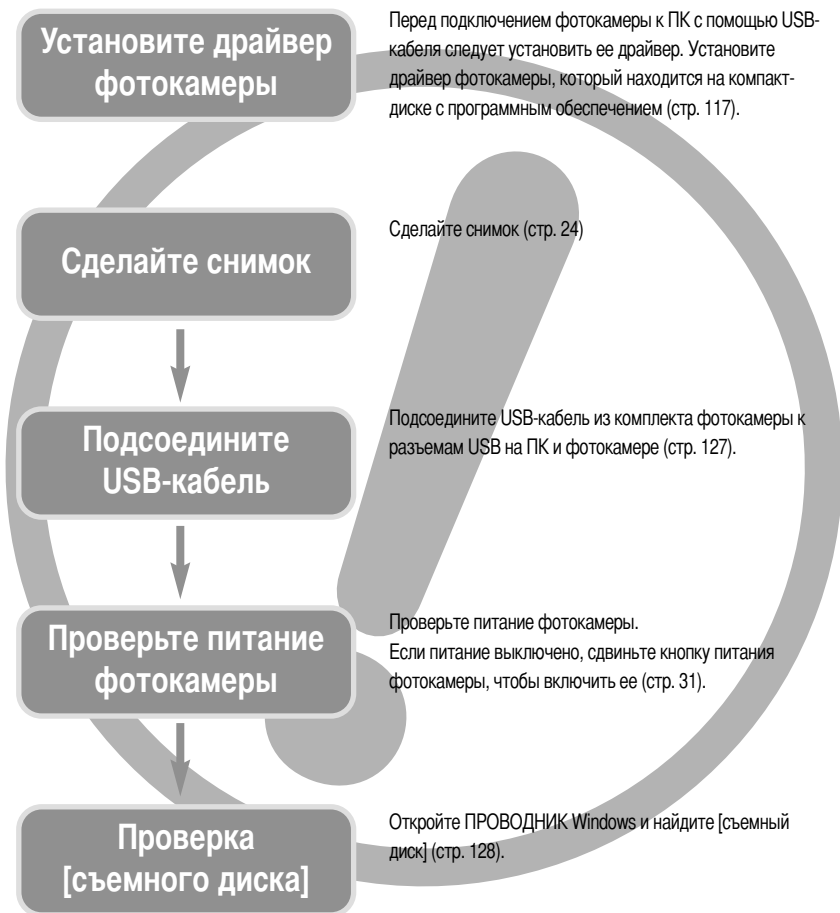 Установите драйвер
фотокамеры
Перед подключением фотокамеры к ПК с помощью USB-
кабеля следует установить ее драйвер. Установите
драйвер фотокамеры, который находится на компакт-
диске с программным обеспечением (стр. 117).
Сделайте снимок
Сделайте снимок (стр. 24)
Подсоедините
USB-кабель
Подсоедините USB-кабель из комплекта фотокамеры к
разъемам USB на ПК и фотокамере (стр. 127).
Проверьте питание
фотокамеры
Проверьте питание фотокамеры.
Если питание выключено, сдвиньте кнопку питания
фотокамеры, чтобы включить ее (стр. 31).
Проверка
[съемного диска]
Откройте ПРОВОДНИК Windows и найдите [съемный
диск] (стр. 128).